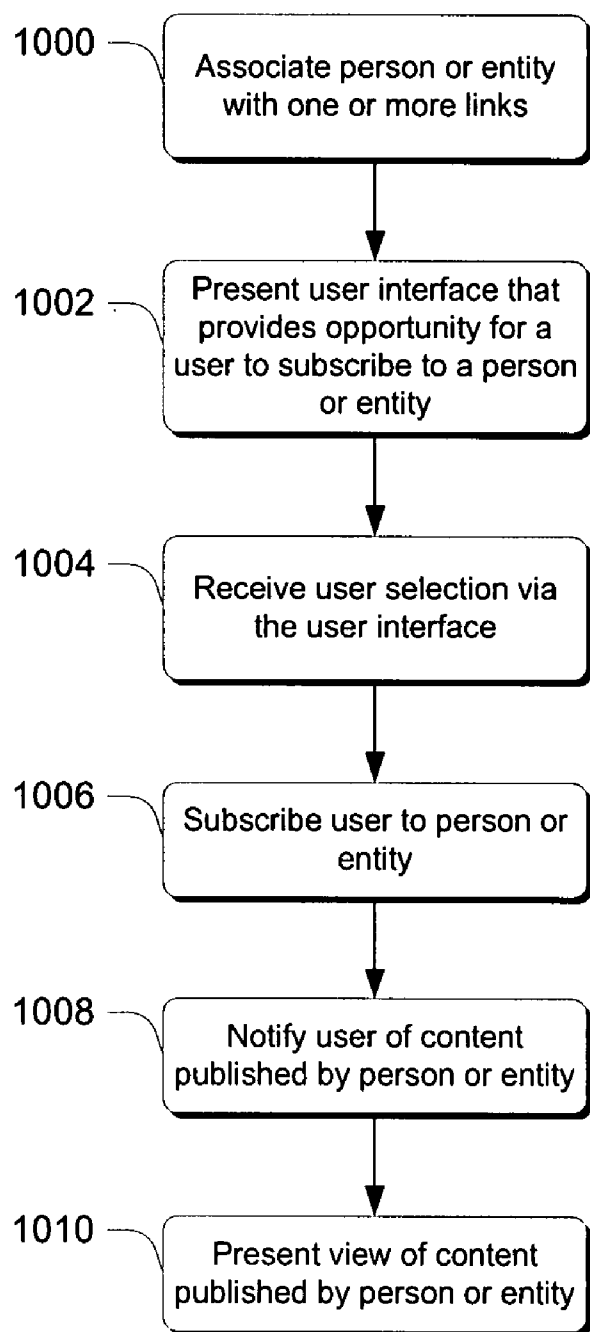 1000
Associate person or entity
with one or more links
1002
Present user interface that
provides opportunity for a
user to subscribe to a person
or entity
1004
Receive user selection via
the user interface
1006
Subscribe user to person or
entity
1008
Notify user of content
published by person or entity
1010
Present view of content
published by person or entity